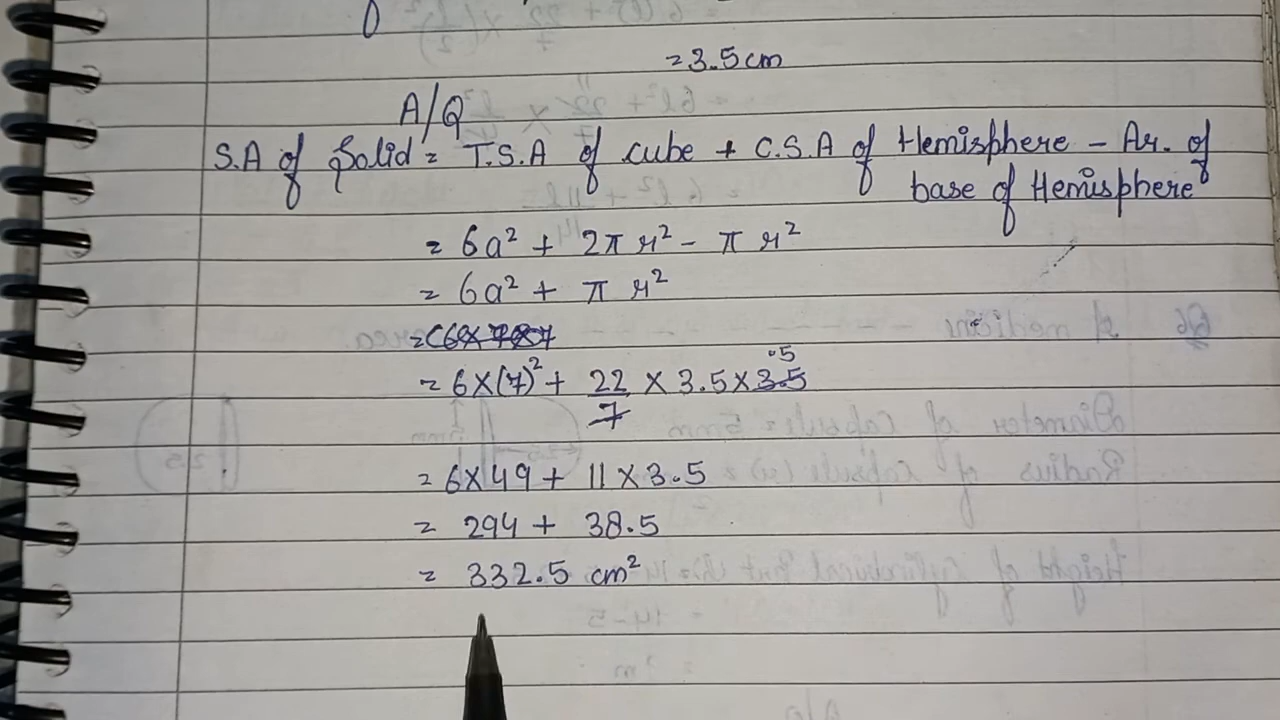 = 3.5 cm
A/Q
S.A of Solid = T.S.A of cube + C.S.A of Hemisphere - Ar. of
base of Hemisphere
= 6a² + 2πr² - πr²
= 6a² + πr²
= 6×(7)² + 22/7 × 3.5 × 3.5 .5
= 6×49 + 11×3.5
= 294 + 38.5
= 332.5 cm²